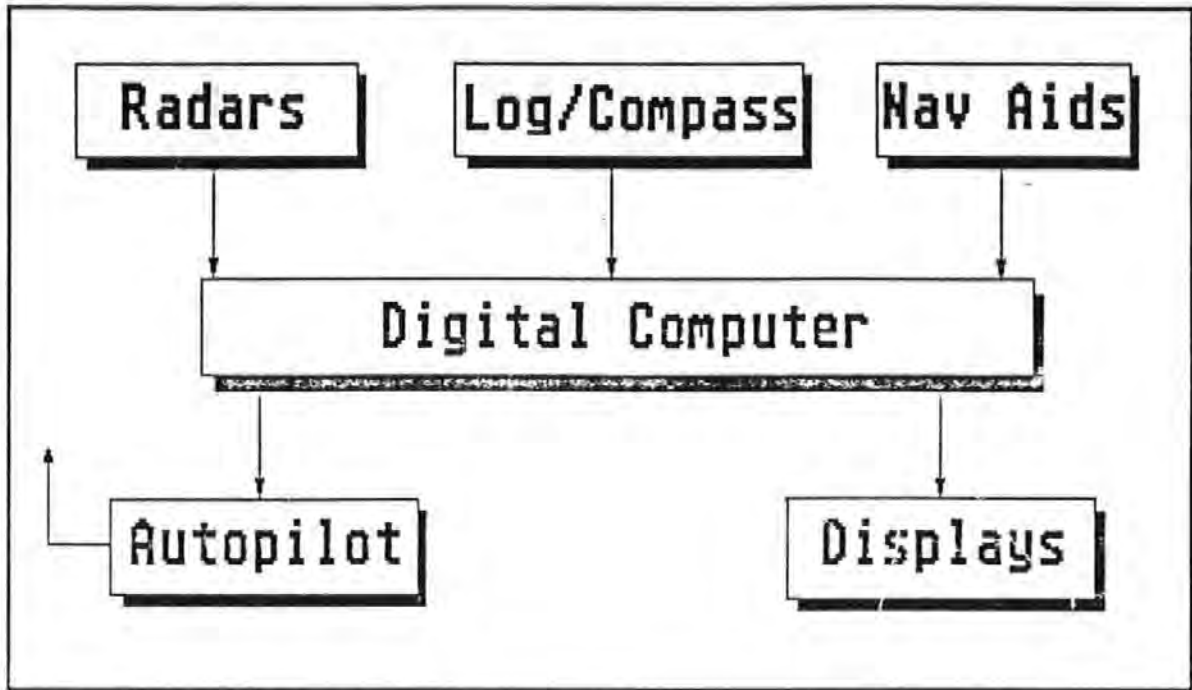 Radars
Log/Compass
Nav Aids
Digital Computer
Autopilot
Displays